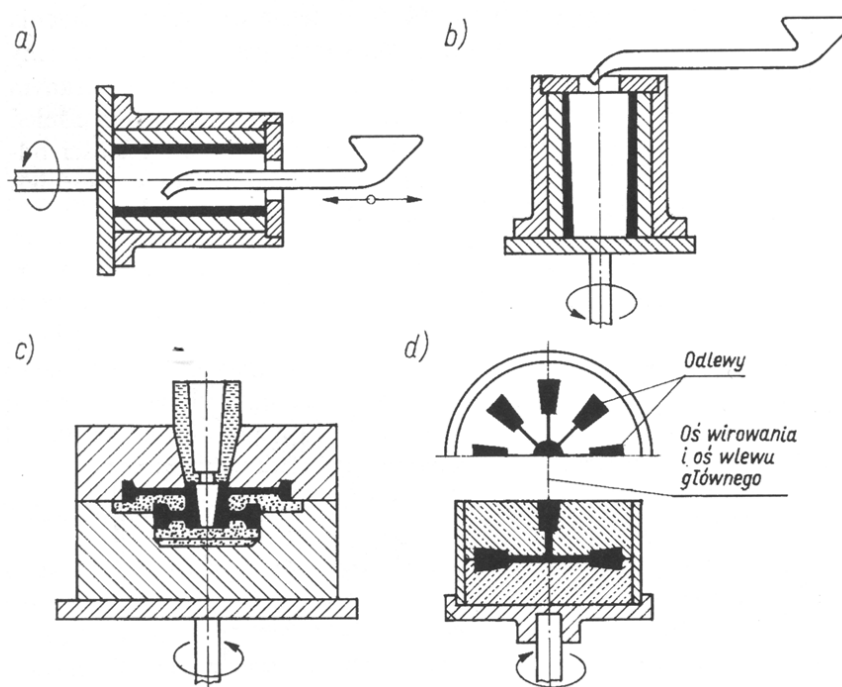 a)
b)
c)
d)
Odlewy
Oś wirowania
i oś wlewu
głównego